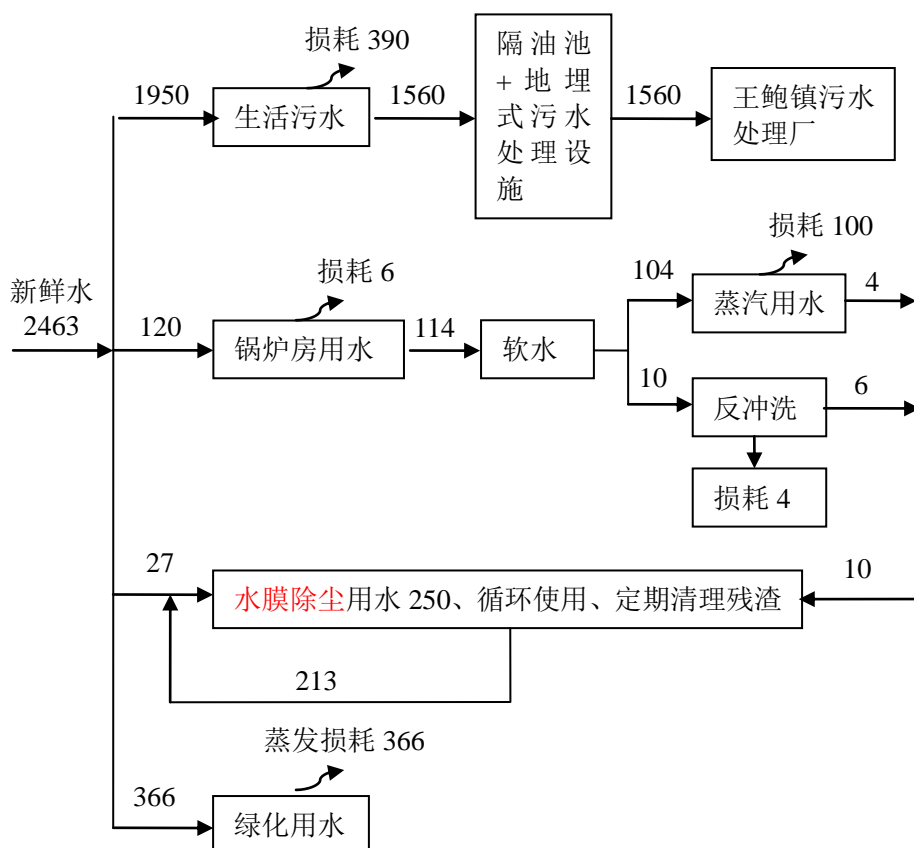 损耗 390
1950
生活污水
1560
隔油池
+ 地埋
式污水
处理设
施
1560
王鲍镇污水
处理厂
新鲜水
2463
损耗 6
120
锅炉房用水
114
软水
104
损耗 100
蒸汽用水
4
10
反冲洗
6
损耗 4
27
水膜除尘用水 250、循环使用、定期清理残渣
10
213
蒸发损耗 366
366
绿化用水